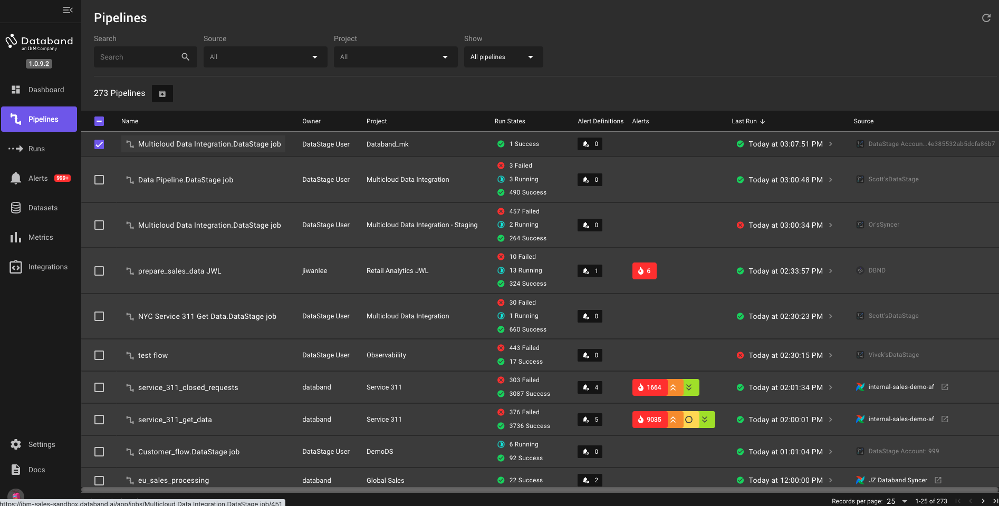 Pipelines
Search
Source
Project
Show
Search
All
All
All pipelines
Databand
an IBM Company
1.0.9.2
Dashboard
Pipelines
Runs
Alerts 999+
Datasets
Metrics
Integrations
Settings
Docs
273 Pipelines
Name Owner Project Run States Alert Definitions Alerts Last Run Source
Multicloud Data Integration.DataStage job DataStage User Databand_mk 1 Success 0 Today at 03:07:51 PM DataStage Accoun...4e385532ab5dcfa86b7
3 Failed
Data Pipeline.DataStage job DataStage User Multicloud Data Integration 3 Running 0 Today at 03:00:48 PM Scott'sDataStage
490 Success
457 Failed
Multicloud Data Integration.DataStage job DataStage User Multicloud Data Integration - Staging 2 Running 0 Today at 03:00:34 PM Or'sSyncer
264 Success
10 Failed
prepare_sales_data JWL jiwanlee Retail Analytics JWL 13 Running 1 6 Today at 02:33:57 PM DBND
324 Success
30 Failed
NYC Service 311 Get Data.DataStage job DataStage User Multicloud Data Integration 1 Running 0 Today at 02:30:23 PM Scott'sDataStage
660 Success
443 Failed
test flow DataStage User Observability 0 Today at 02:30:15 PM Vivek'sDataStage
17 Success
303 Failed
service_311_closed_requests databand Service 311 4 1664 Today at 02:01:34 PM internal-sales-demo-af
3087 Success
376 Failed
service_311_get_data databand Service 311 5 9035 Today at 02:00:01 PM internal-sales-demo-af
3736 Success
6 Running
Customer_flow.DataStage job DataStage User DemoDS 0 Today at 01:01:04 PM DataStage Account: 999
92 Success
eu_sales_processing databand Global Sales 22 Success 2 Today at 12:00:00 PM JZ Databand Syncer
https://ibm-sales-sandbox.databand.ai/app/jobs/Multicloud Data Integration.DataStage job/451
Records per page: 25 1-25 of 273